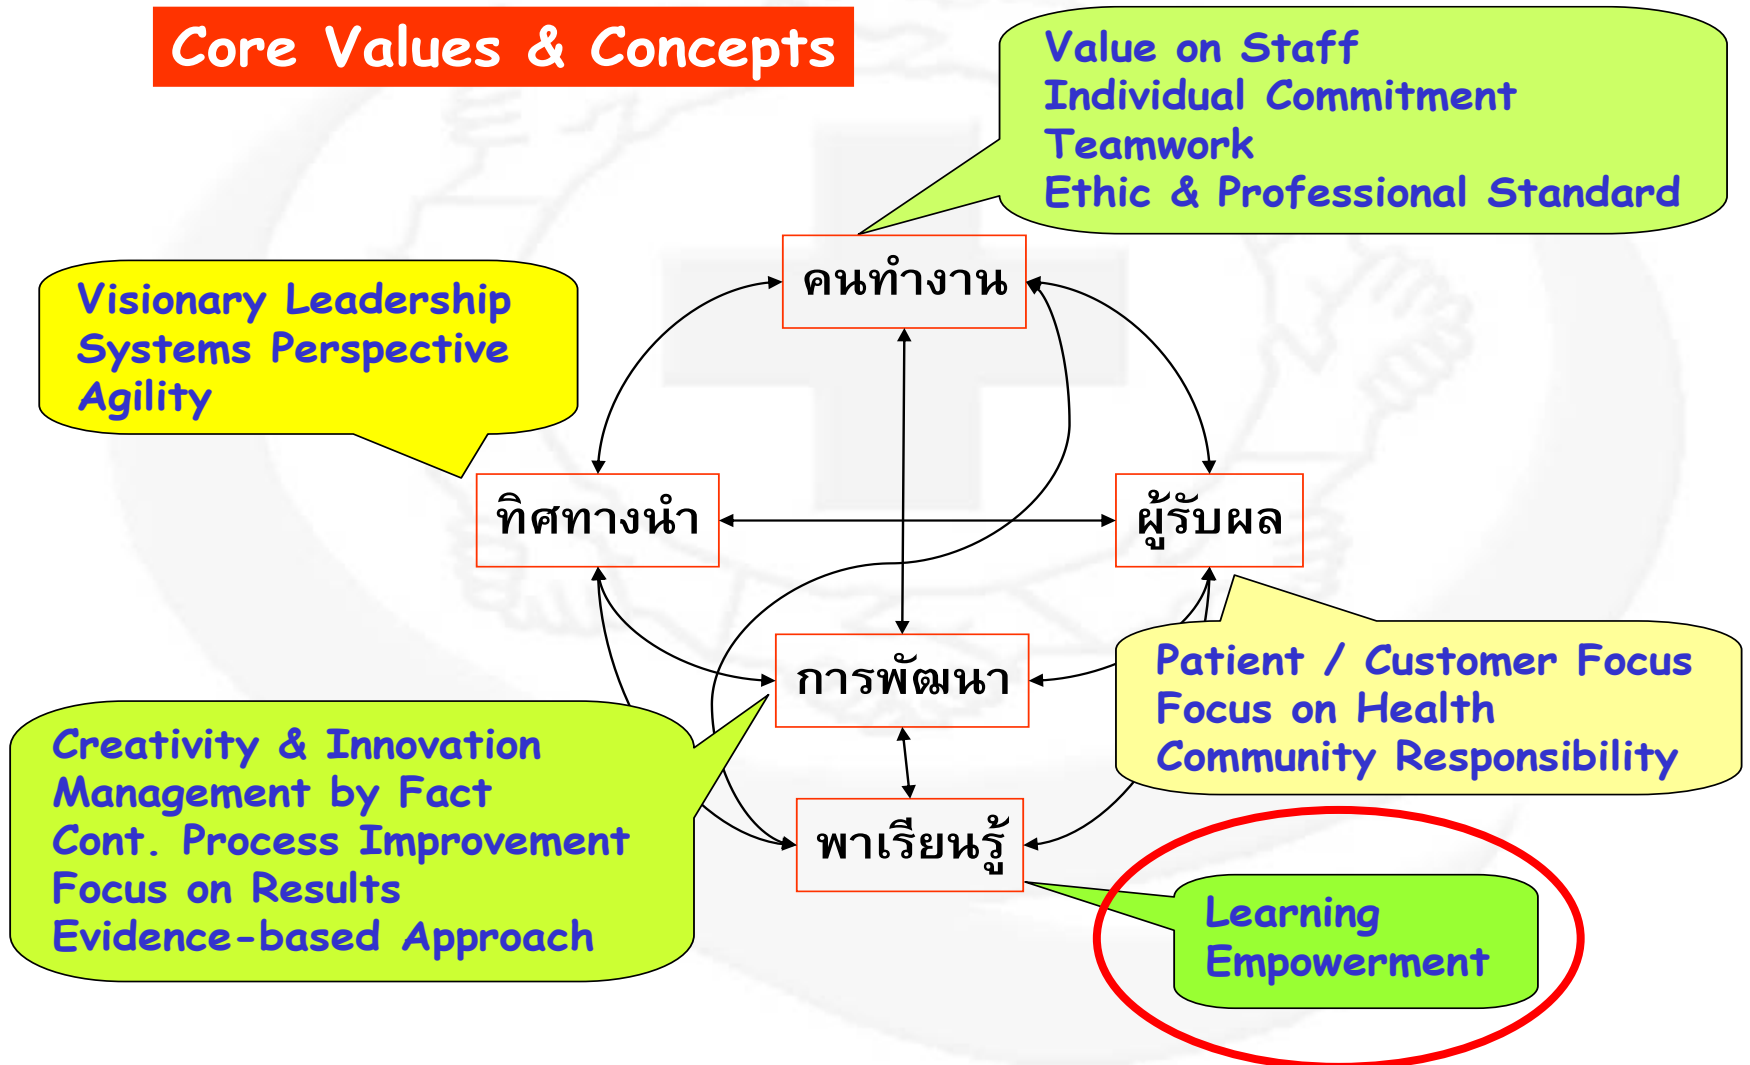 Core Values & Concepts
Value on Staff
Individual Commitment
Teamwork
Ethic & Professional Standard
คนทำงาน
Visionary Leadership
Systems Perspective
Agility
ทิศทางนำ
ผู้รับผล
การพัฒนา
Patient / Customer Focus
Focus on Health
Community Responsibility
Creativity & Innovation
Management by Fact
Cont. Process Improvement
Focus on Results
Evidence-based Approach
พาเรียนรู้
Learning
Empowerment